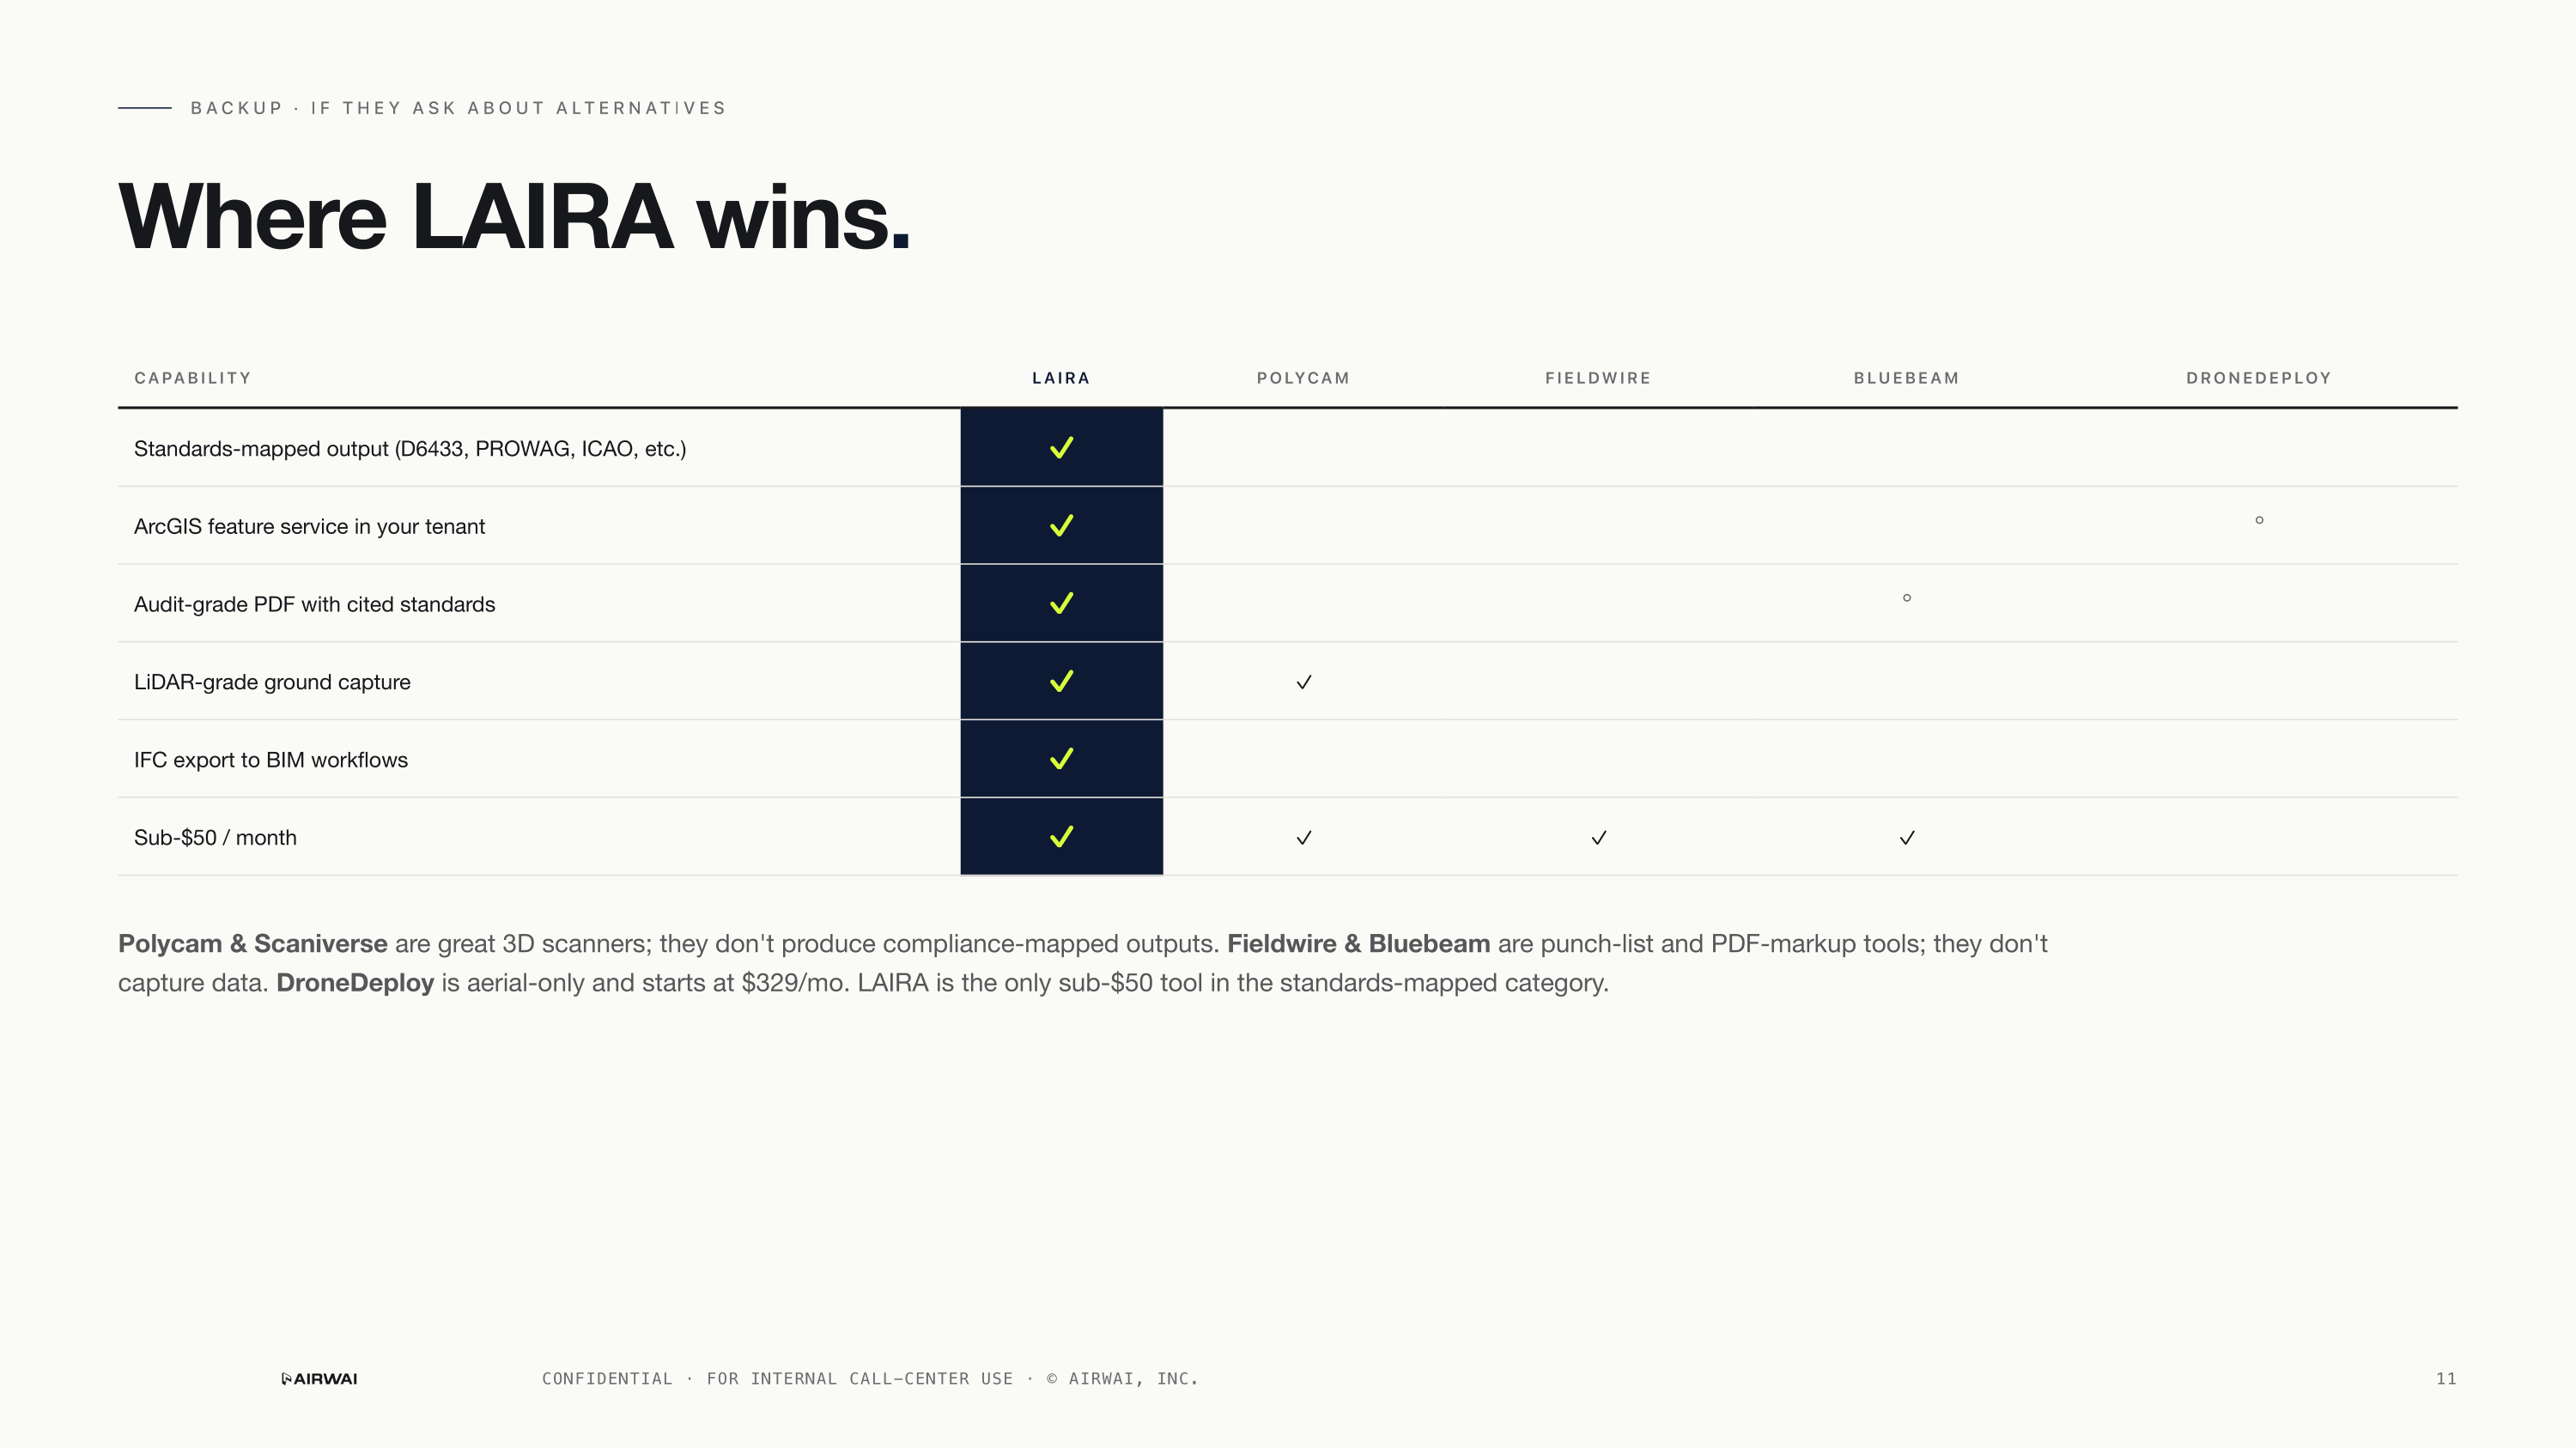 BACKUP · IF THEY ASK ABOUT ALTERNATIVES
Where LAIRA wins.
CAPABILITY LAIRA POLYCAM FIELDWIRE BLUEBEAM DRONEDEPLOY
Standards-mapped output (D6433, PROWAG, ICAO, etc.) ✓
ArcGIS feature service in your tenant ✓ ∘
Audit-grade PDF with cited standards ✓ ∘
LiDAR-grade ground capture ✓ ✓
IFC export to BIM workflows ✓
Sub-$50 / month ✓ ✓ ✓ ✓
Polycam & Scaniverse are great 3D scanners; they don't produce compliance-mapped outputs. Fieldwire & Bluebeam are punch-list and PDF-markup tools; they don't
capture data. DroneDeploy is aerial-only and starts at $329/mo. LAIRA is the only sub-$50 tool in the standards-mapped category.
AIRWAI CONFIDENTIAL · FOR INTERNAL CALL-CENTER USE · © AIRWAI, INC. 11